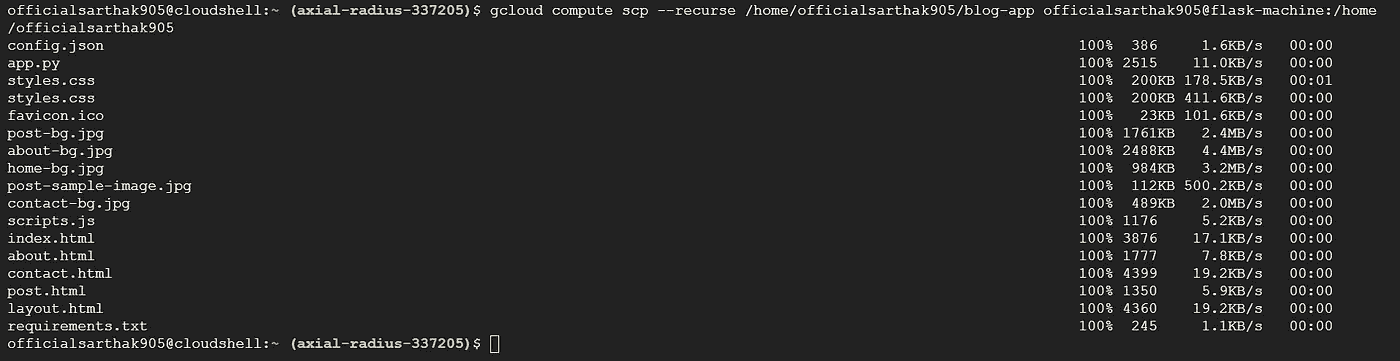 officialsarthak905@cloudshell:~ (axial-radius-337205)$ gcloud compute scp --recurse /home/officialsarthak905/blog-app officialsarthak905@flask-machine:/home
/officialsarthak905
config.json 100% 386 1.6KB/s 00:00
app.py 100% 2515 11.0KB/s 00:00
styles.css 100% 200KB 178.5KB/s 00:01
styles.css 100% 200KB 411.6KB/s 00:00
favicon.ico 100% 23KB 101.6KB/s 00:00
post-bg.jpg 100% 1761KB 2.4MB/s 00:00
about-bg.jpg 100% 2488KB 4.4MB/s 00:00
home-bg.jpg 100% 984KB 3.2MB/s 00:00
post-sample-image.jpg 100% 112KB 500.2KB/s 00:00
contact-bg.jpg 100% 489KB 2.0MB/s 00:00
scripts.js 100% 1176 5.2KB/s 00:00
index.html 100% 3876 17.1KB/s 00:00
about.html 100% 1777 7.8KB/s 00:00
contact.html 100% 4399 19.2KB/s 00:00
post.html 100% 1350 5.9KB/s 00:00
layout.html 100% 4360 19.2KB/s 00:00
requirements.txt 100% 245 1.1KB/s 00:00
officialsarthak905@cloudshell:~ (axial-radius-337205)$